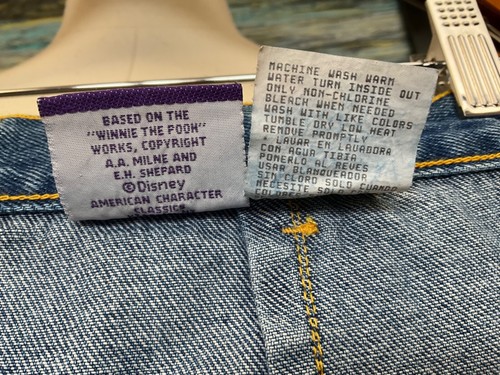 BASED ON THE
"WINNIE THE POOH"
WORKS, COPYRIGHT
A.A. MILNE AND
E.H. SHEPARD
©Disney
AMERICAN CHARACTER
CLASSICS
MACHINE WASH WARM
WATER TURN INSIDE OUT
ONLY NON-CHLORINE
BLEACH WHEN NEEDED
WASH WITH LIKE COLORS
TUMBLE DRY LOW HEAT
REMOVE PROMPTLY
LAVAR EN LAVADORA
CON AGUA TIBIA
PONERLO AL REVES
USAR BLANQUEADOR
SIN CLORO SOLO CUANDO
NECESITE